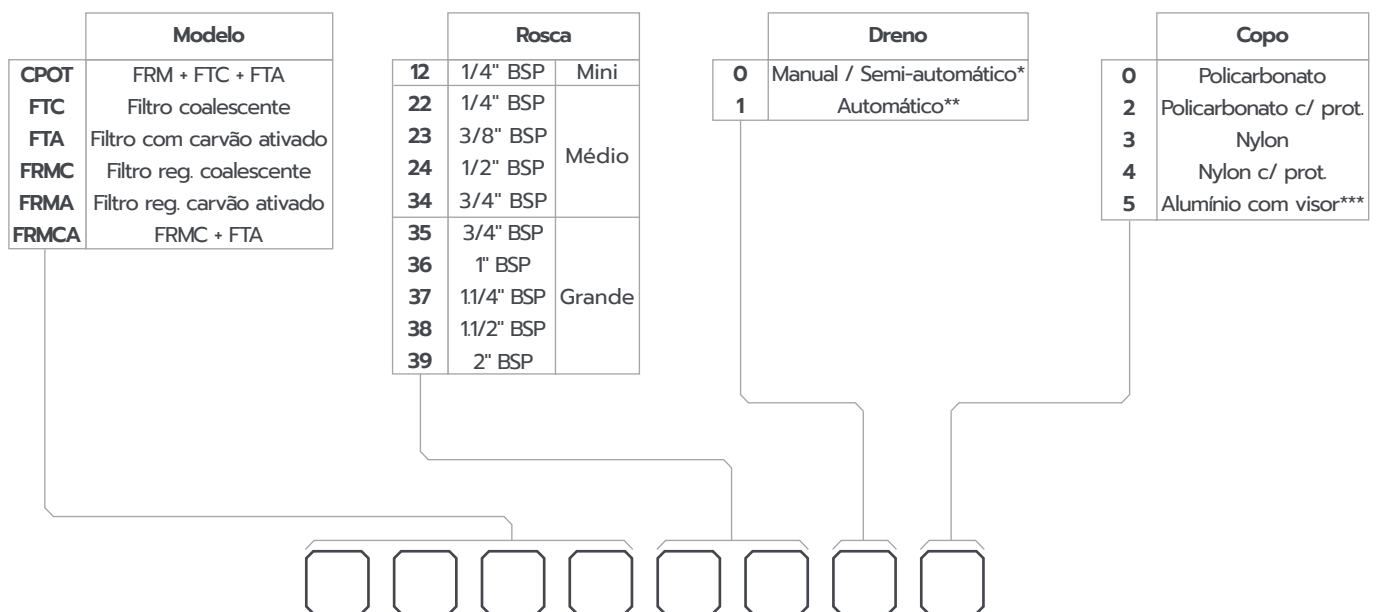 Modelo
CPOT FRM + FTC + FTA
FTC Filtro coalescente
FTA Filtro com carvão ativado
FRMC Filtro reg. coalescente
FRMA Filtro reg. carvão ativado
FRMCA FRMC + FTA
Rosca
12 1/4" BSP Mini
22 1/4" BSP
23 3/8" BSP
Médio
24 1/2" BSP
34 3/4" BSP
35 3/4" BSP
36 1" BSP
37 1.1/4" BSP Grande
38 1.1/2" BSP
39 2" BSP
Dreno
0 Manual / Semi-automático*
1 Automático**
Copo
0 Policarbonato
2 Policarbonato c/ prot.
3 Nylon
4 Nylon c/ prot.
5 Alumínio com visor***